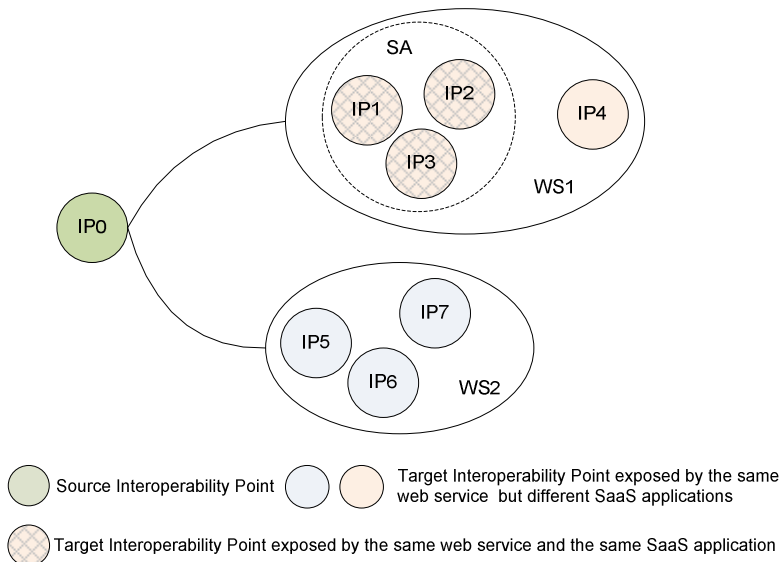 SA
IP1
IP2
IP3
IP4
WS1
IP0
IP5
IP6
IP7
WS2
Source Interoperability Point
Target Interoperability Point exposed by the same
web service but different SaaS applications
Target Interoperability Point exposed by the same web service and the same SaaS application